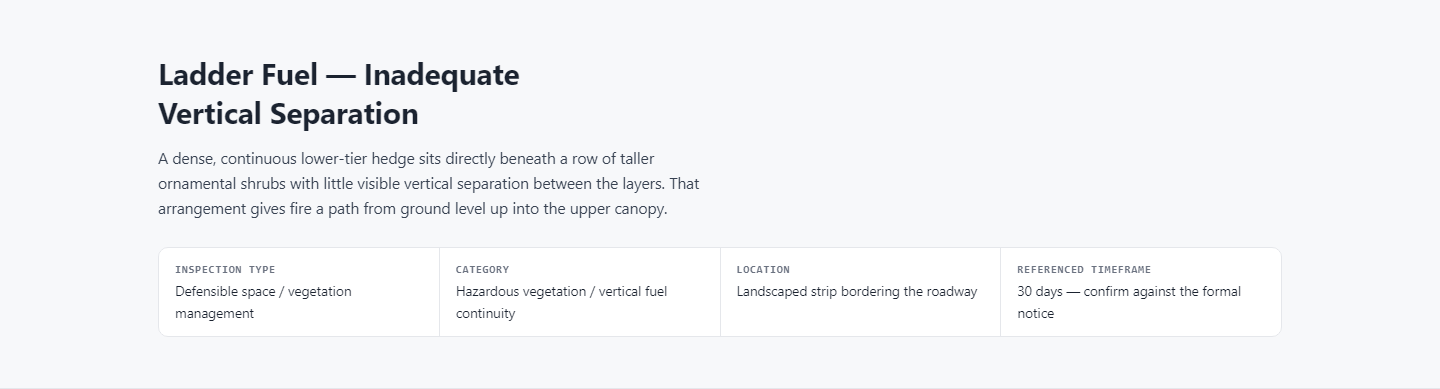 Ladder Fuel — Inadequate
Vertical Separation
A dense, continuous lower-tier hedge sits directly beneath a row of taller
ornamental shrubs with little visible vertical separation between the layers. That
arrangement gives fire a path from ground level up into the upper canopy.
INSPECTION TYPE
Defensible space / vegetation
management
CATEGORY
Hazardous vegetation / vertical fuel
continuity
LOCATION
Landscaped strip bordering the roadway
REFERENCED TIMEFRAME
30 days — confirm against the formal
notice